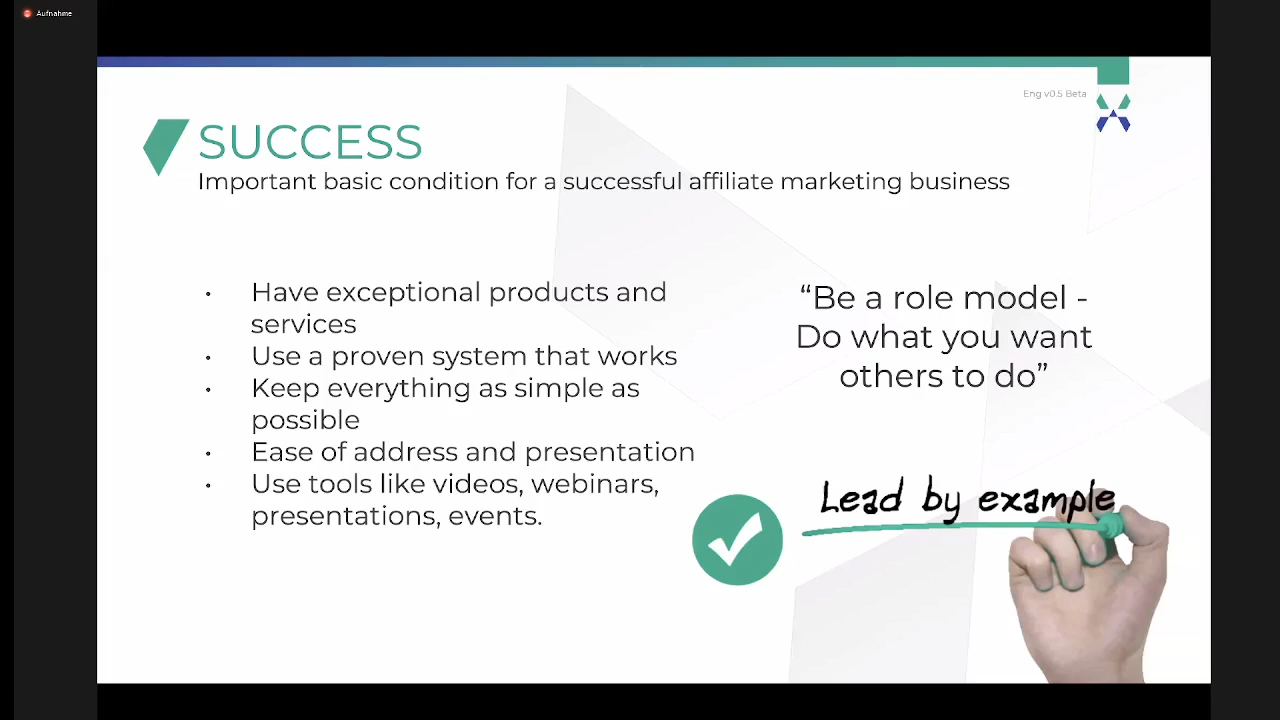 Aufnahme
Eng v0.5 Beta
SUCCESS
Important basic condition for a successful affiliate marketing business
• Have exceptional products and
services
• Use a proven system that works
• Keep everything as simple as
possible
• Ease of address and presentation
• Use tools like videos, webinars,
presentations, events.
“Be a role model -
Do what you want
others to do”
Lead by example